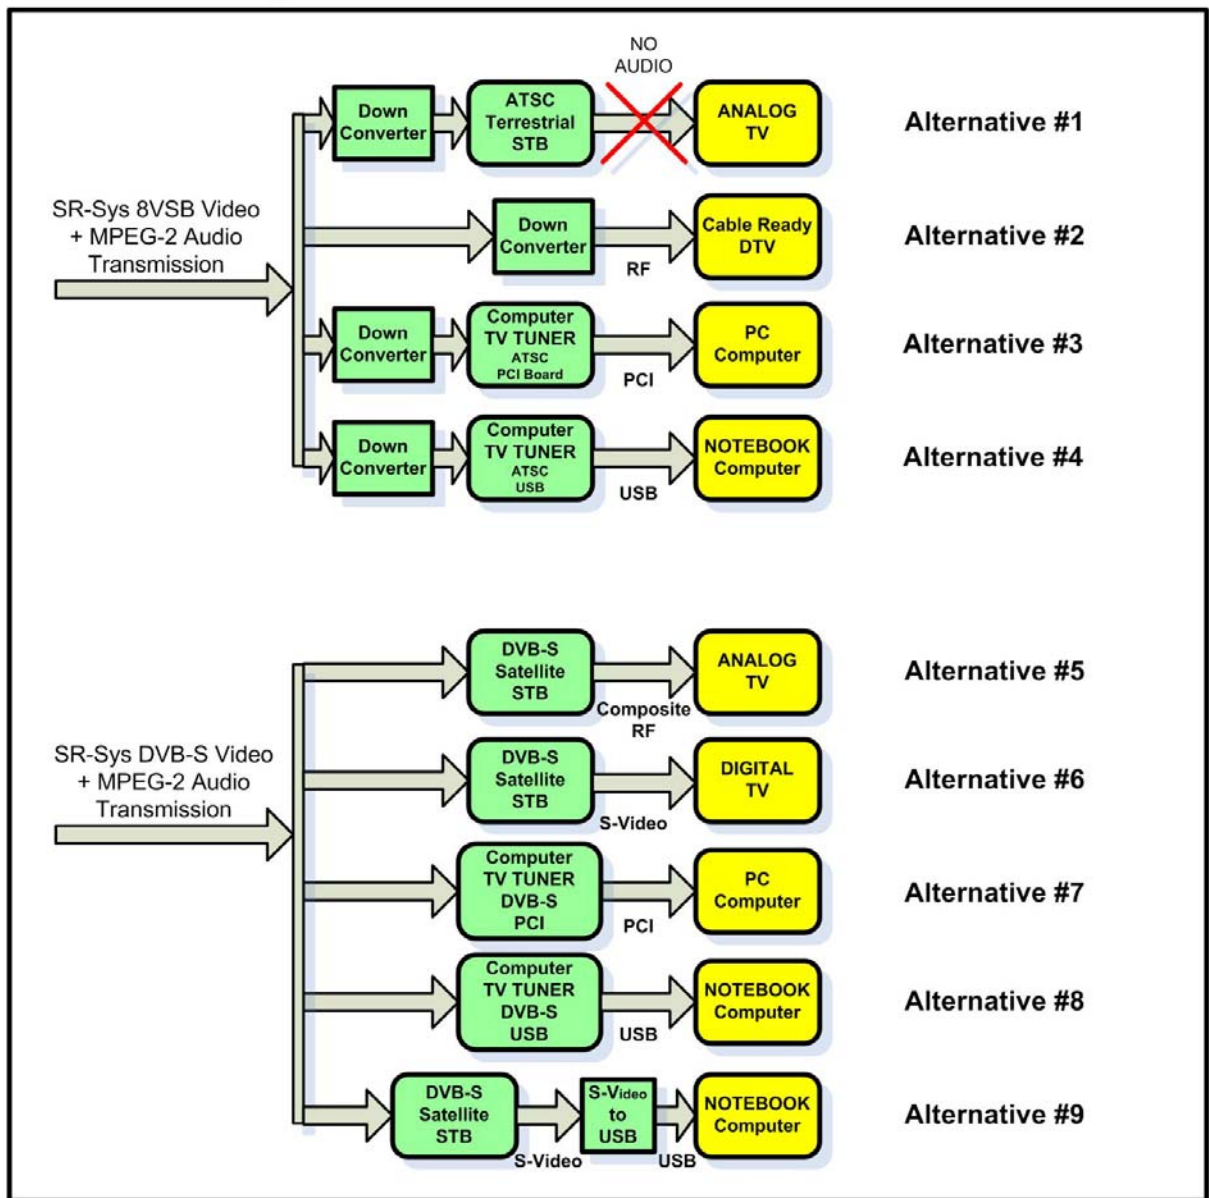 NO
AUDIO
Down
Converter
ATSC
Terrestrial
STB
ANALOG
TV
Alternative #1
SR-Sys 8VSB Video
+ MPEG-2 Audio
Transmission
Down
Converter
RF
Cable Ready
DTV
Alternative #2
Down
Converter
Computer
TV TUNER
ATSC
PCI Board
PCI
PC
Computer
Alternative #3
Down
Converter
Computer
TV TUNER
ATSC
USB
USB
NOTEBOOK
Computer
Alternative #4
DVB-S
Satellite
STB
Composite
RF
ANALOG
TV
Alternative #5
SR-Sys DVB-S Video
+ MPEG-2 Audio
Transmission
DVB-S
Satellite
STB
S-Video
DIGITAL
TV
Alternative #6
Computer
TV TUNER
DVB-S
PCI
PCI
PC
Computer
Alternative #7
Computer
TV TUNER
DVB-S
USB
USB
NOTEBOOK
Computer
Alternative #8
DVB-S
Satellite
STB
S-Video
S-Video
to
USB
USB
NOTEBOOK
Computer
Alternative #9